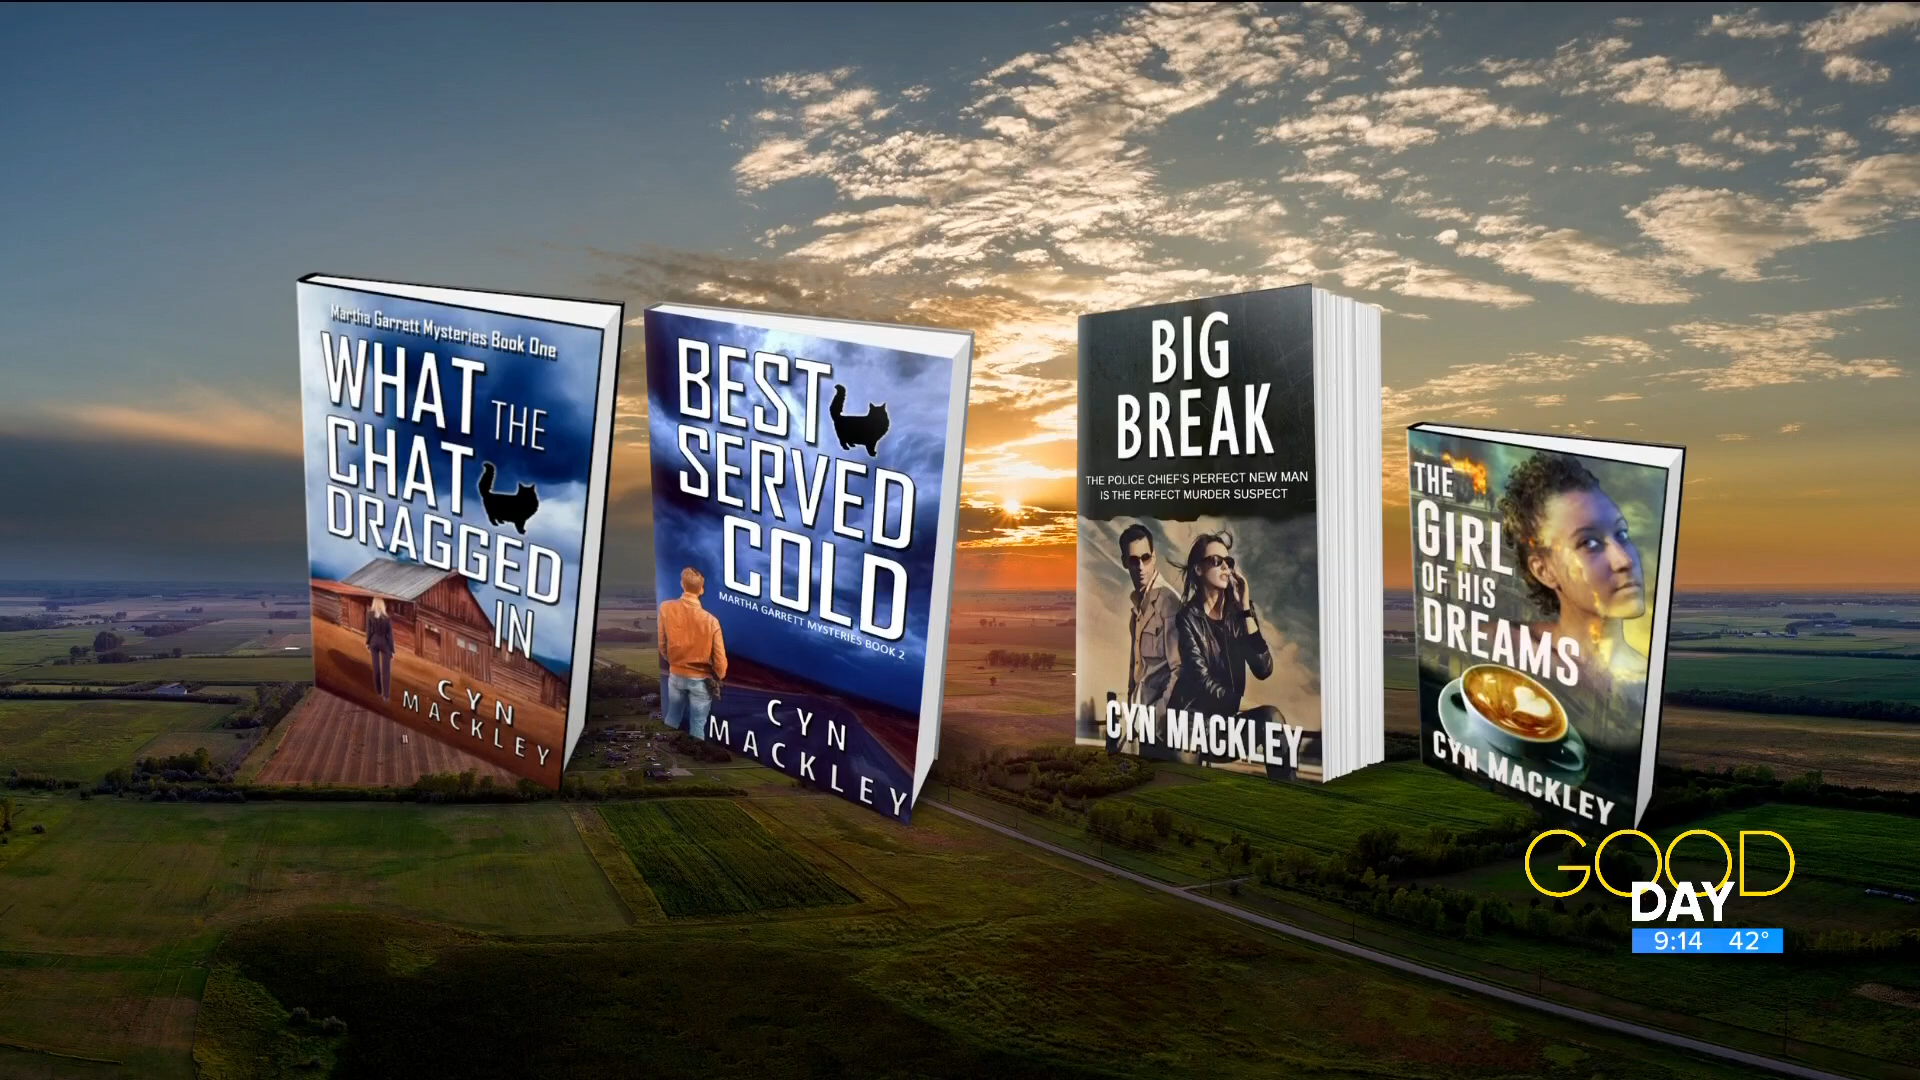 Martha Garrett Mysteries Book One
WHAT THE
CHAT
DRAGGED
IN
CYN
MACKLEY
BEST
SERVED
COLD
MARTHA GARRETT MYSTERIES BOOK 2
CYN
MACKLEY
BIG
BREAK
THE POLICE CHIEF'S PERFECT NEW MAN
IS THE PERFECT MURDER SUSPECT
CYN MACKLEY
THE
GIRL
OF HIS
DREAMS
CYN MACKLEY
GOOD
DAY
9:14 42°